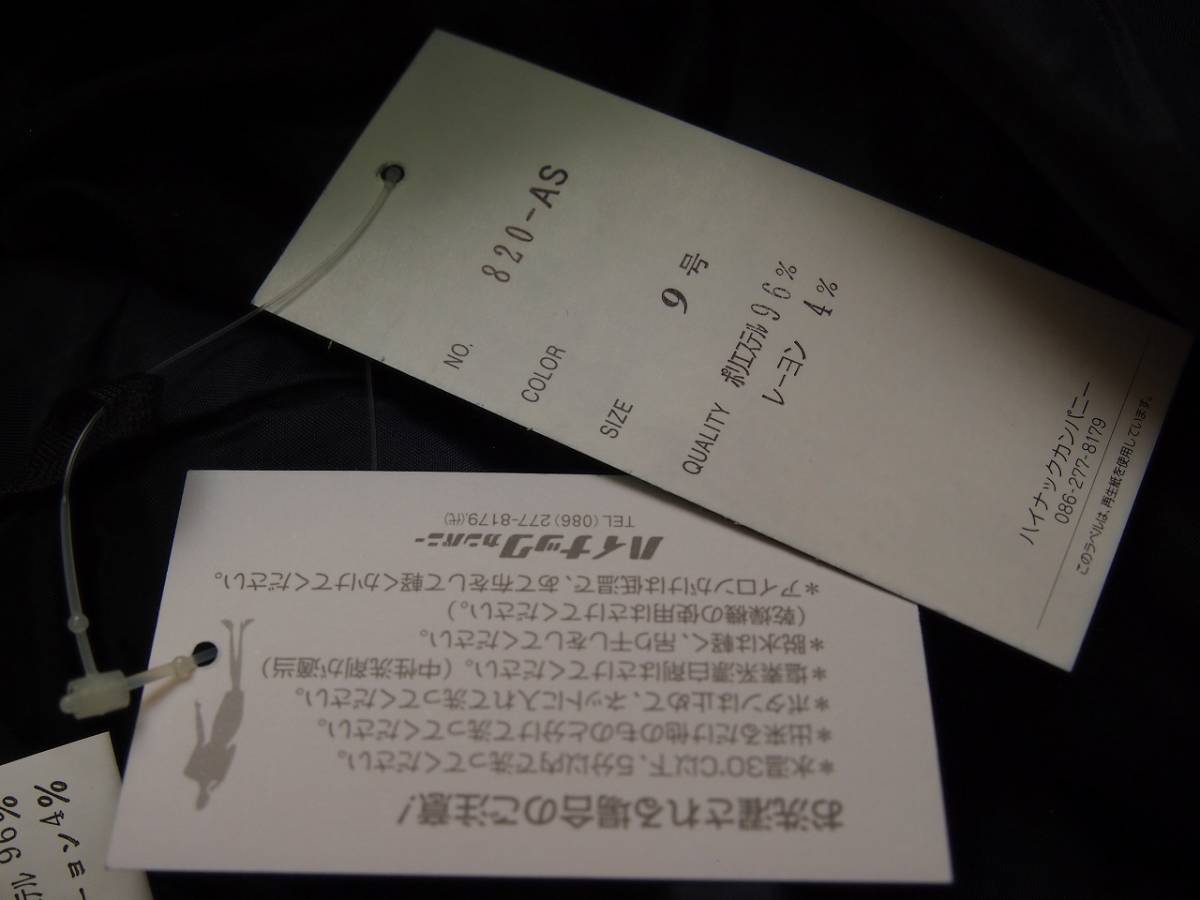 NO. 820-AS
COLOR
SIZE 9号
QUALITY ポリエステル 96%
レーヨン 4%
ハイナックカンパニー
086-277-8179
このラベルは、再生紙を使用しています。
お洗濯される場合のご注意!
*水温30℃以下、5分以内で洗ってください。
*出来るだけ他のものと分けて洗ってください。
*ボタンは止めて、ネットに入れて洗ってください。
*塩素系漂白剤はさけてください。(中性洗剤が適当)
*脱水は軽く、吊り干しをしてください。
(乾燥機の使用はさけてください。)
*アイロンがけは低温で、あて布をして軽くかけてください。
ハイナックカンパニー
TEL(086)277-8179(代)
テル 96%
ーヨン 4%